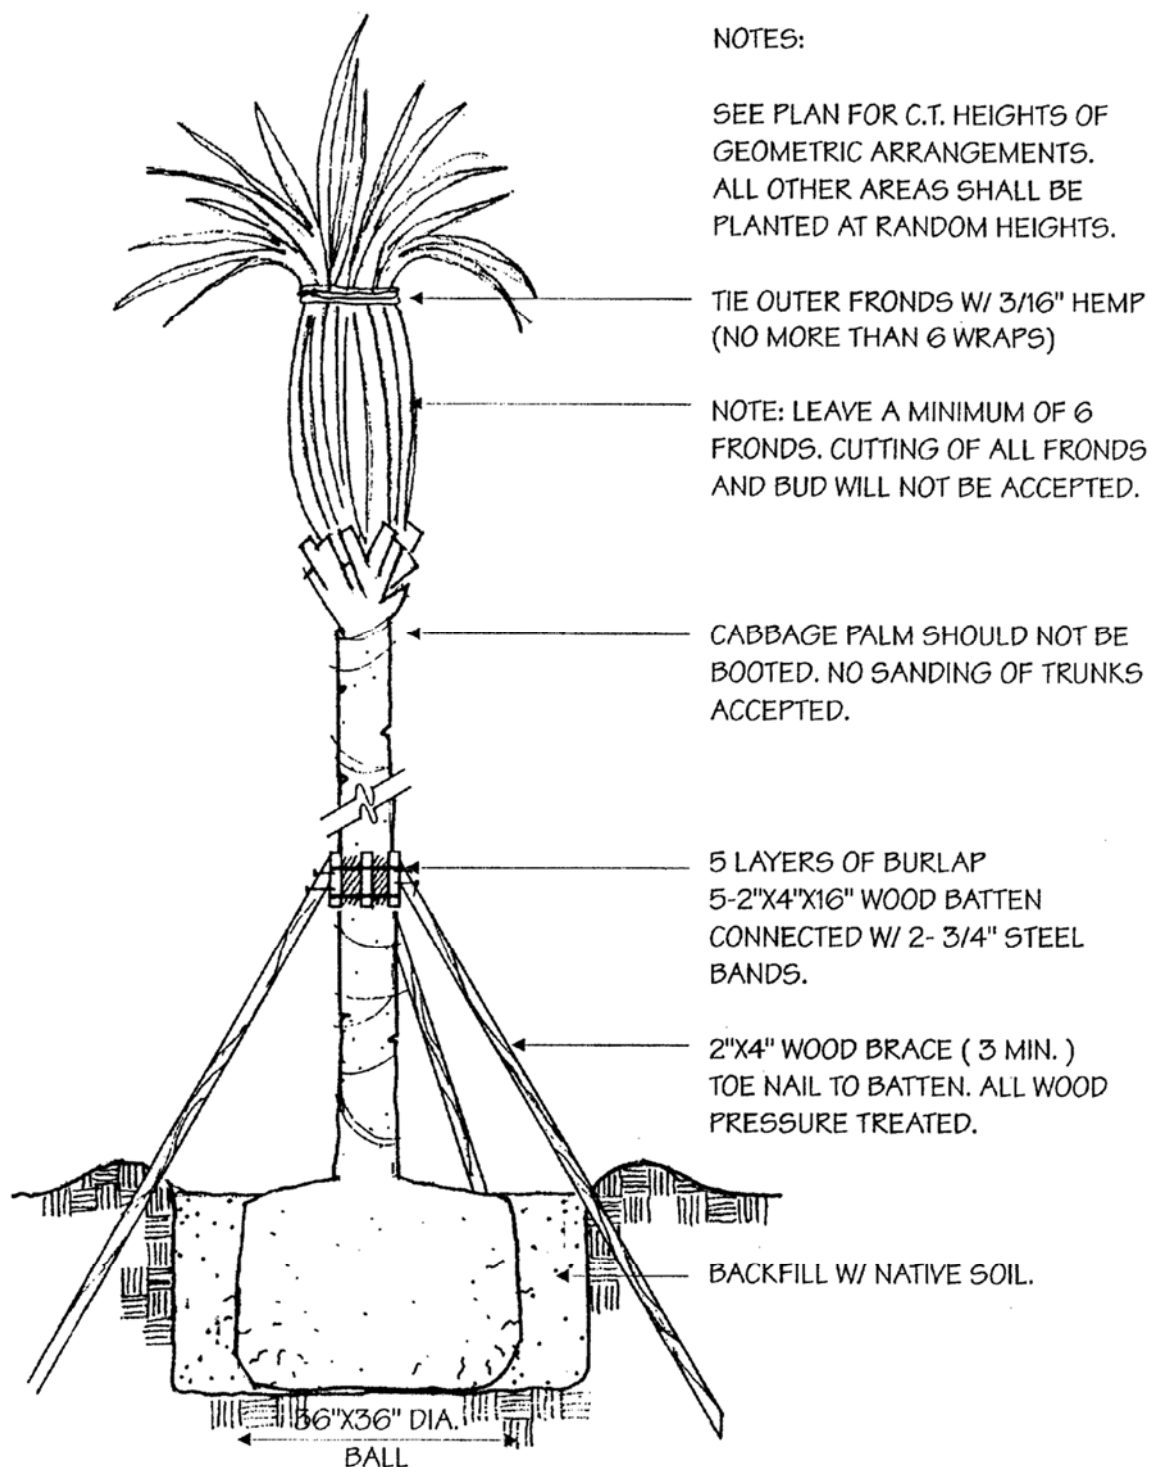 NOTES:
SEE PLAN FOR C.T. HEIGHTS OF
GEOMETRIC ARRANGEMENTS.
ALL OTHER AREAS SHALL BE
PLANTED AT RANDOM HEIGHTS.
TIE OUTER FRONDS W/ 3/16" HEMP
(NO MORE THAN 6 WRAPS)
NOTE: LEAVE A MINIMUM OF 6
FRONDS. CUTTING OF ALL FRONDS
AND BUD WILL NOT BE ACCEPTED.
CABBAGE PALM SHOULD NOT BE
BOOTED. NO SANDING OF TRUNKS
ACCEPTED.
5 LAYERS OF BURLAP
5-2"X4"X16" WOOD BATTEN
CONNECTED W/ 2- 3/4" STEEL
BANDS.
2"X4" WOOD BRACE ( 3 MIN. )
TOE NAIL TO BATTEN. ALL WOOD
PRESSURE TREATED.
BACKFILL W/ NATIVE SOIL.
36"X36" DIA.
BALL